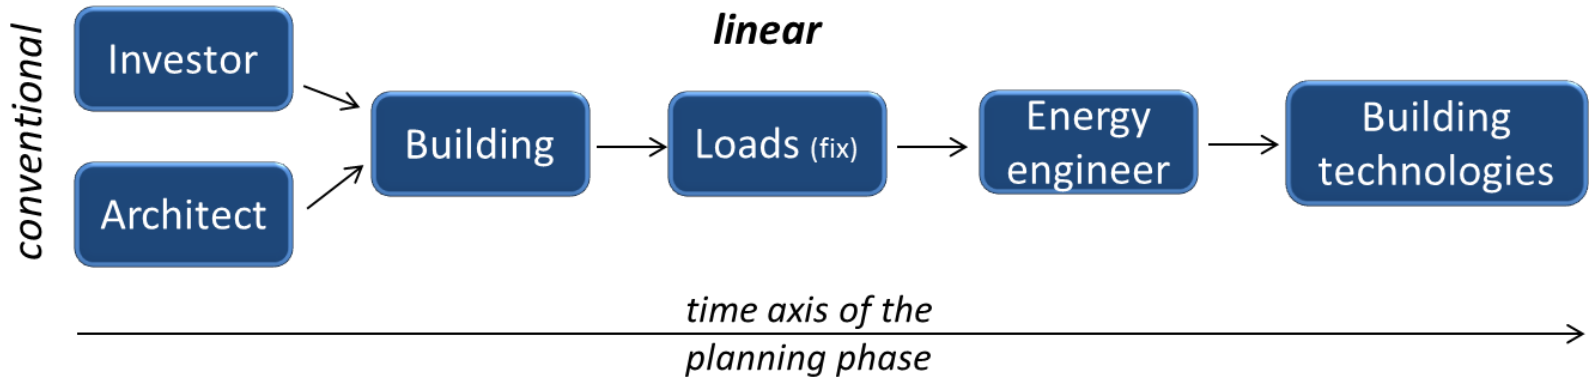 conventional
linear
Investor
Architect
Building
Loads (fix)
Energy
engineer
Building
technologies
time axis of the
planning phase